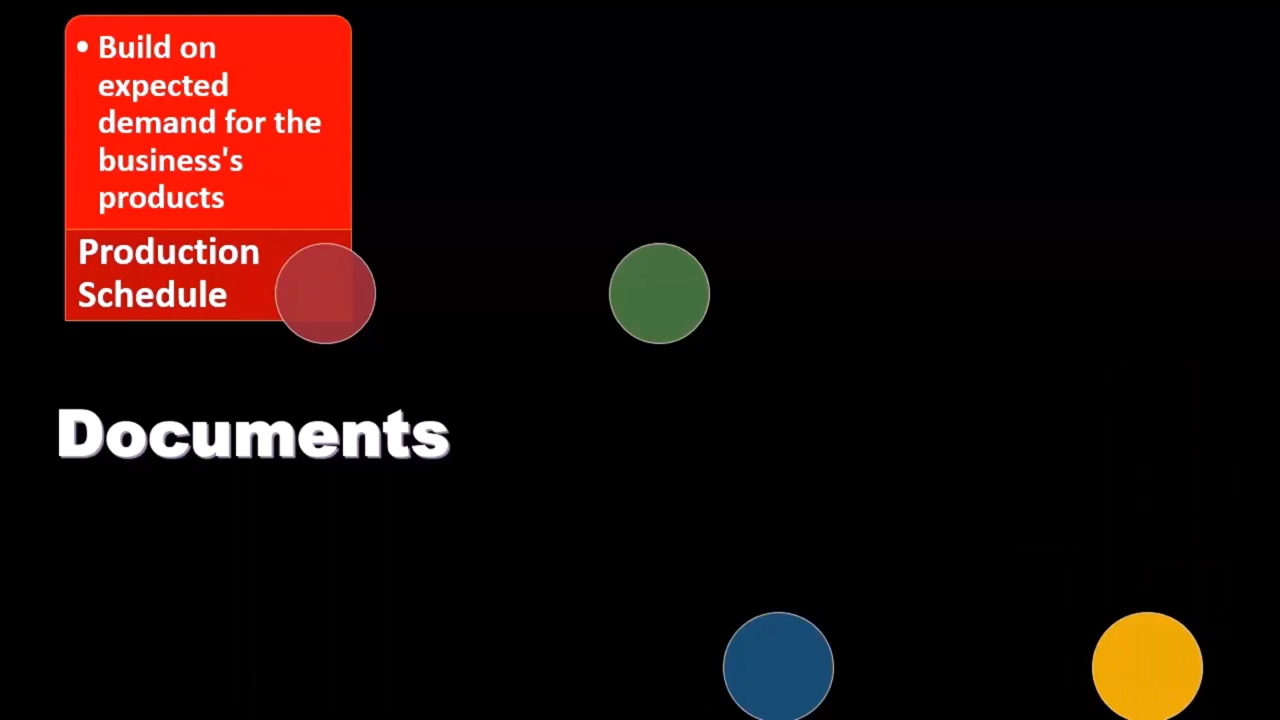 • Build on
expected
demand for the
business's
products
Production
Schedule
Documents